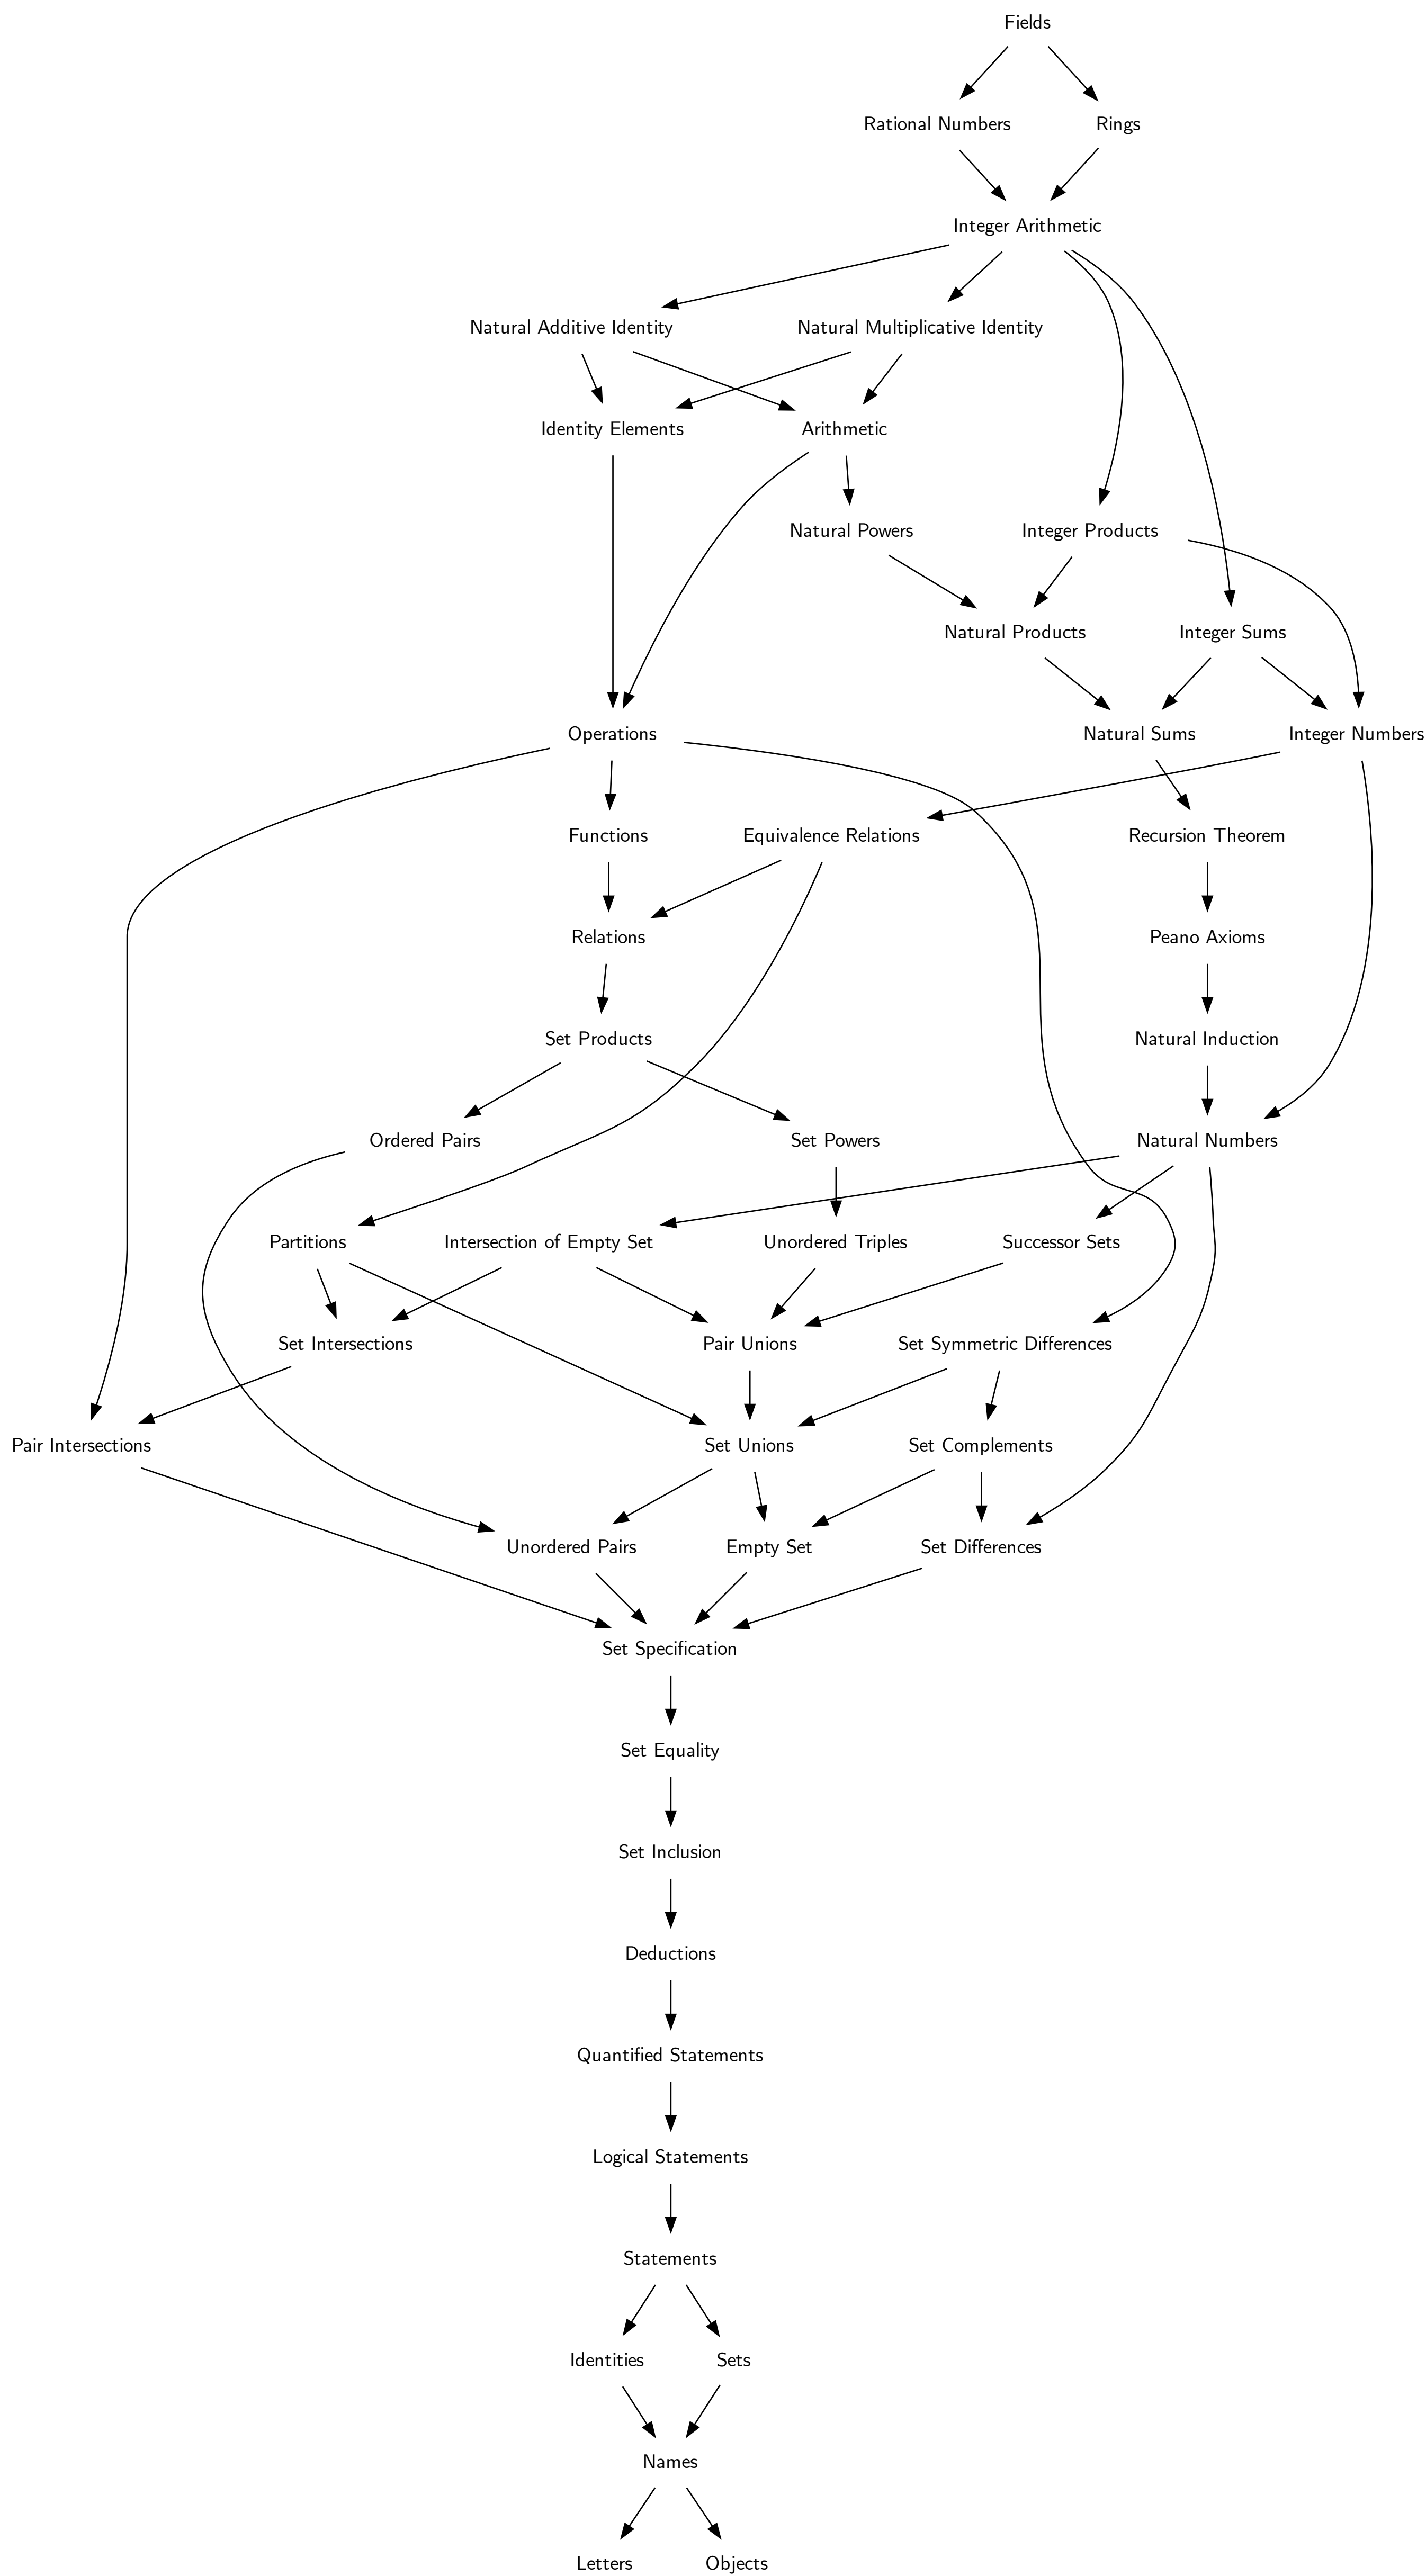 Fields
Rational Numbers
Rings
Integer Arithmetic
Natural Additive Identity
Natural Multiplicative Identity
Identity Elements
Arithmetic
Natural Powers
Integer Products
Natural Products
Integer Sums
Operations
Natural Sums
Integer Numbers
Functions
Equivalence Relations
Recursion Theorem
Relations
Peano Axioms
Set Products
Natural Induction
Ordered Pairs
Set Powers
Natural Numbers
Partitions
Intersection of Empty Set
Unordered Triples
Successor Sets
Set Intersections
Pair Unions
Set Symmetric Differences
Pair Intersections
Set Unions
Set Complements
Unordered Pairs
Empty Set
Set Differences
Set Specification
Set Equality
Set Inclusion
Deductions
Quantified Statements
Logical Statements
Statements
Identities
Sets
Names
Letters
Objects